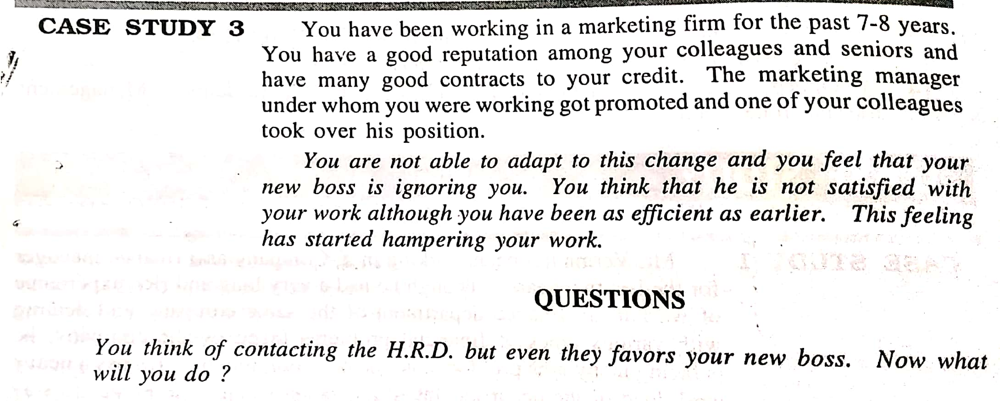 CASE STUDY 3 You have been working in a marketing firm for the past 7-8 years.
You have a good reputation among your colleagues and seniors and
have many good contracts to your credit. The marketing manager
under whom you were working got promoted and one of your colleagues
took over his position.
You are not able to adapt to this change and you feel that your
new boss is ignoring you. You think that he is not satisfied with
your work although you have been as efficient as earlier. This feeling
has started hampering your work.
QUESTIONS
You think of contacting the H.R.D. but even they favors your new boss. Now what
will you do ?